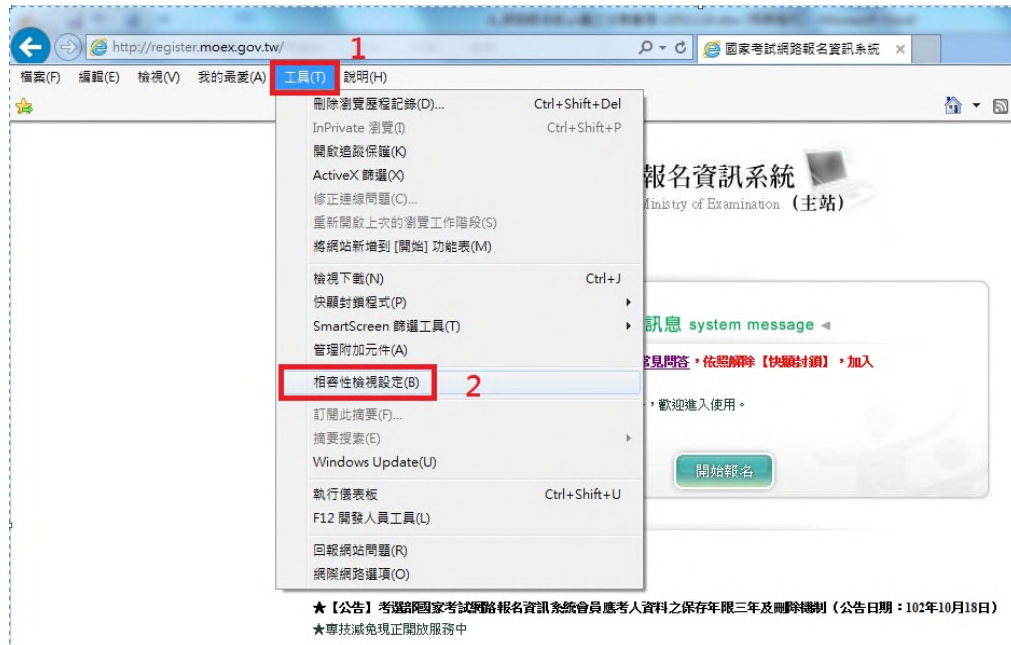 http://register.moex.gov.tw/
國家考試網路報名資訊系統
1
檔案(F) 編輯(E) 檢視(V) 我的最愛(A) 工具(T) 說明(H)
刪除瀏覽歷程記錄(D)... Ctrl+Shift+Del
InPrivate 瀏覽(I) Ctrl+Shift+P
開啟追蹤保護(K)
ActiveX 篩選(X)
修正連線問題(C)...
重新開啟上次的瀏覽工作階段(S)
將網站新增到 [開始] 功能表(M)
檢視下載(N) Ctrl+J
快顯封鎖程式(P)
SmartScreen 篩選工具(T)
管理附加元件(A)
相容性檢視設定(B) 2
訂閱此摘要(F)...
摘要搜索(E)
Windows Update(U)
執行儀表板 Ctrl+Shift+U
F12 開發人員工具(L)
回報網站問題(R)
網際網路選項(O)
報名資訊系統
Ministry of Examination (主站)
訊息 system message
常見問答，依照解除【快顯封鎖】，加入
，歡迎進入使用。
開始報名
★【公告】考選部國家考試網路報名資訊系統會員應考人資料之保存年限三年及刪除機制（公告日期：102年10月18日）
★專技減免現正開放服務中